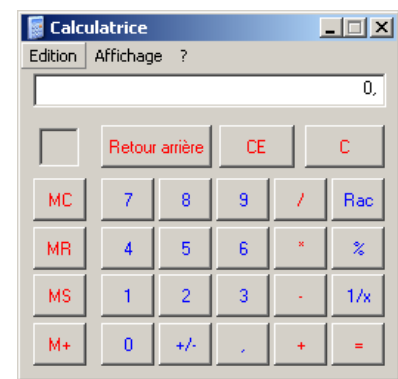 Calculatrice
Edition Affichage ?
0,
Retour arrière CE C
MC 7 8 9 / Rac
MR 4 5 6 * %
MS 1 2 3 - 1/x
M+ 0 +/- , + =